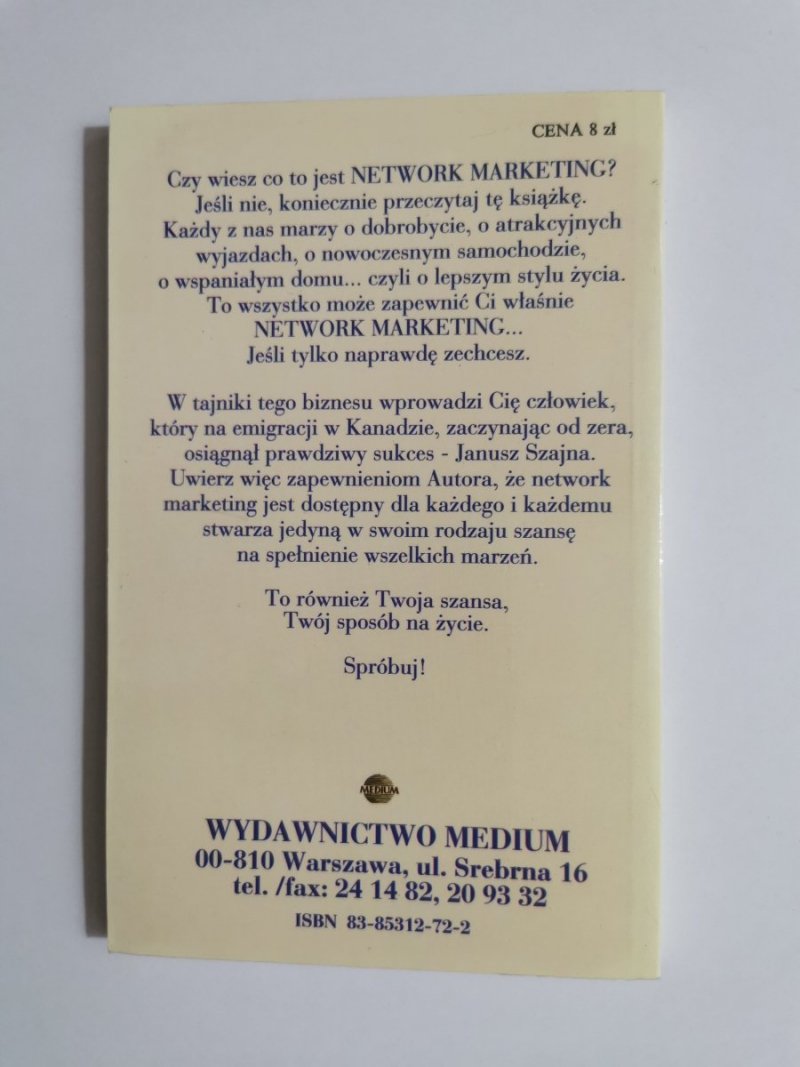 CENA 8 zł
Czy wiesz co to jest NETWORK MARKETING?
Jeśli nie, koniecznie przeczytaj tę książkę.
Każdy z nas marzy o dobrobycie, o atrakcyjnych
wyjazdach, o nowoczesnym samochodzie,
o wspaniałym domu... czyli o lepszym stylu życia.
To wszystko może zapewnić Ci właśnie
NETWORK MARKETING...
Jeśli tylko naprawdę zechcesz.
W tajniki tego biznesu wprowadzi Cię człowiek,
który na emigracji w Kanadzie, zaczynając od zera,
osiągnął prawdziwy sukces - Janusz Szajna.
Uwierz więc zapewnieniom Autora, że network
marketing jest dostępny dla każdego i każdemu
stwarza jedyną w swoim rodzaju szansę
na spełnienie wszelkich marzeń.
To również Twoja szansa,
Twój sposób na życie.
Spróbuj!
MEDIUM
WYDAWNICTWO MEDIUM
00-810 Warszawa, ul. Srebrna 16
tel. /fax: 24 14 82, 20 93 32
ISBN 83-85312-72-2